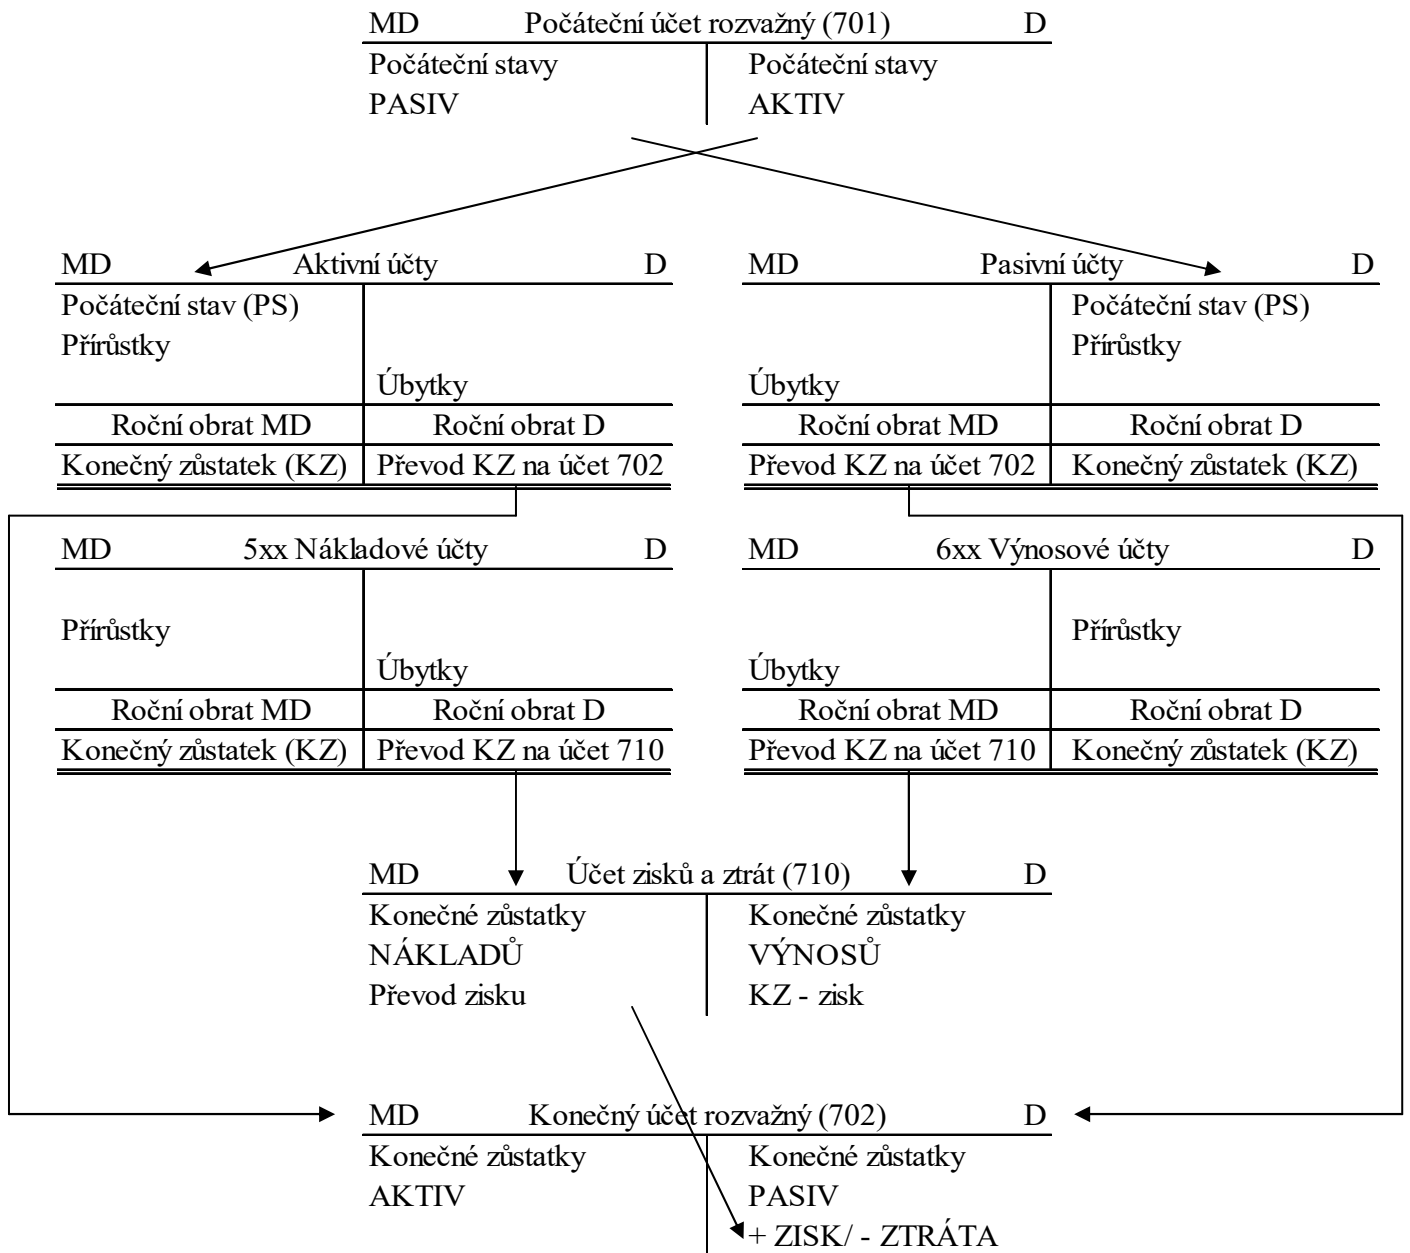 MD Počáteční účet rozvažný (701) D
Počáteční stavy Počáteční stavy
PASIV AKTIV
MD Aktivní účty D MD Pasivní účty D
Počáteční stav (PS) Počáteční stav (PS)
Přírůstky Přírůstky
Úbytky Úbytky
Roční obrat MD Roční obrat D Roční obrat MD Roční obrat D
Konečný zůstatek (KZ) Převod KZ na účet 702 Převod KZ na účet 702 Konečný zůstatek (KZ)
MD 5xx Nákladové účty D MD 6xx Výnosové účty D
Přírůstky Přírůstky
Úbytky Úbytky
Roční obrat MD Roční obrat D Roční obrat MD Roční obrat D
Konečný zůstatek (KZ) Převod KZ na účet 710 Převod KZ na účet 710 Konečný zůstatek (KZ)
MD Účet zisků a ztrát (710) D
Konečné zůstatky Konečné zůstatky
NÁKLADŮ VÝNOSŮ
Převod zisku KZ - zisk
MD Konečný účet rozvažný (702) D
Konečné zůstatky Konečné zůstatky
AKTIV PASIV
+ ZISK/ - ZTRÁTA